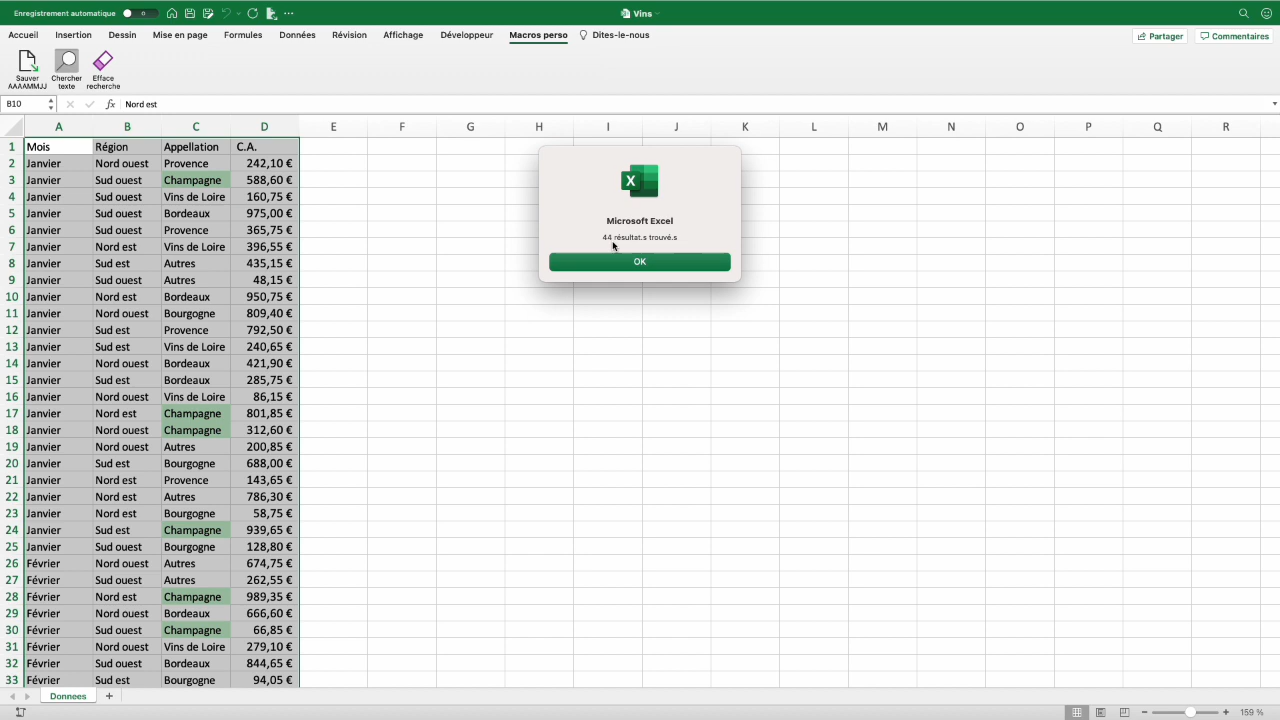 Enregistrement automatique
Vins
Accueil Insertion Dessin Mise en page Formules Données Révision Affichage Développeur Macros perso Dites-le-nous Partager Commentaires
Sauver AAAAMMJJ
Chercher texte
Efface recherche
B10 fx Nord est
A B C D E F G H I J K L M N O P Q R
1 Mois Région Appellation C.A.
2 Janvier Nord ouest Provence 242,10 €
3 Janvier Sud ouest Champagne 588,60 €
4 Janvier Sud ouest Vins de Loire 160,75 €
5 Janvier Sud ouest Bordeaux 975,00 €
6 Janvier Sud ouest Provence 365,75 €
7 Janvier Nord est Vins de Loire 396,55 €
8 Janvier Sud est Autres 435,15 €
9 Janvier Sud ouest Autres 48,15 €
10 Janvier Nord est Bordeaux 950,75 €
11 Janvier Nord ouest Bourgogne 809,40 €
12 Janvier Sud est Provence 792,50 €
13 Janvier Sud est Vins de Loire 240,65 €
14 Janvier Nord ouest Bordeaux 421,90 €
15 Janvier Sud est Bordeaux 285,75 €
16 Janvier Nord ouest Vins de Loire 86,15 €
17 Janvier Nord est Champagne 801,85 €
18 Janvier Nord ouest Champagne 312,60 €
19 Janvier Nord ouest Autres 200,85 €
20 Janvier Sud est Bourgogne 688,00 €
21 Janvier Nord est Provence 143,65 €
22 Janvier Nord est Autres 786,30 €
23 Janvier Nord est Bourgogne 58,75 €
24 Janvier Sud est Champagne 939,65 €
25 Janvier Sud ouest Bourgogne 128,80 €
26 Février Nord ouest Autres 674,75 €
27 Février Sud ouest Autres 262,55 €
28 Février Nord est Champagne 989,35 €
29 Février Nord ouest Bordeaux 666,60 €
30 Février Sud ouest Champagne 66,85 €
31 Février Nord ouest Vins de Loire 279,10 €
32 Février Sud ouest Bordeaux 844,65 €
33 Février Sud est Bourgogne 94,05 €
X
Microsoft Excel
44 résultat.s trouvé.s
OK
Donnees
159 %